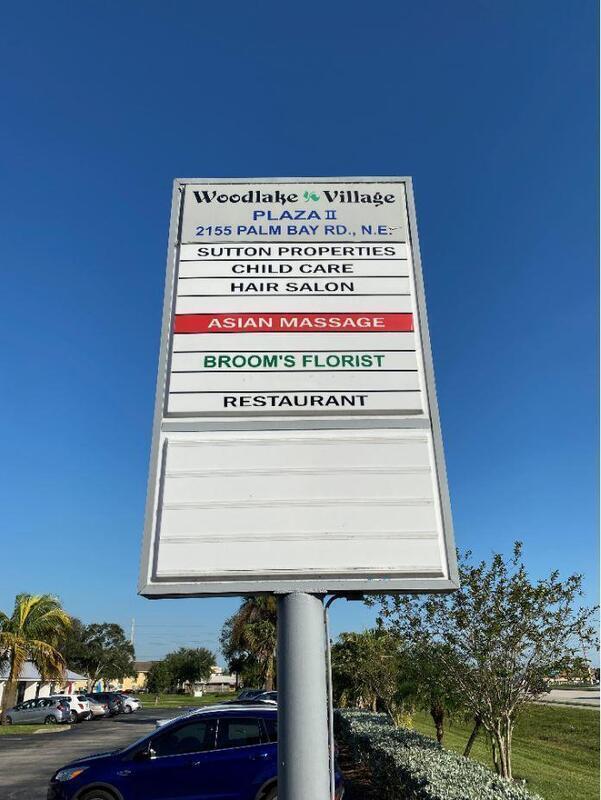 Woodlake Village
PLAZA II
2155 PALM BAY RD., N.E.
SUTTON PROPERTIES
CHILD CARE
HAIR SALON
ASIAN MASSAGE
BROOM'S FLORIST
RESTAURANT